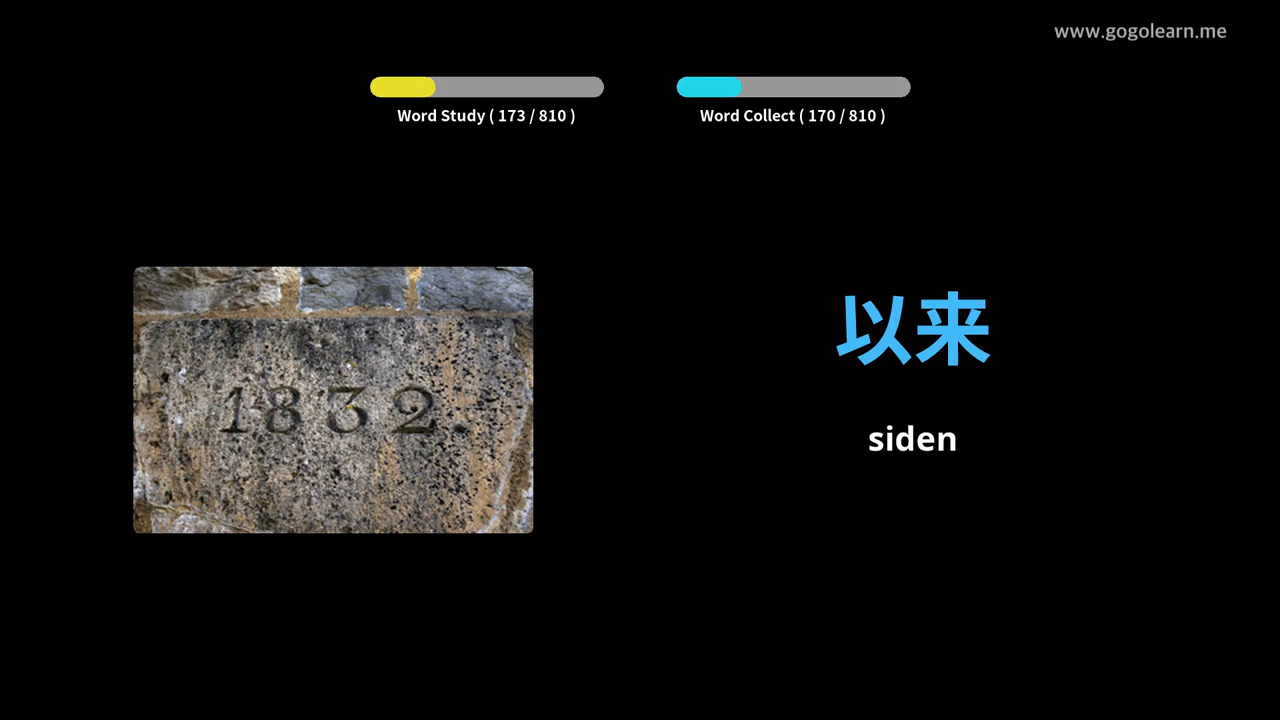 www.gogolearn.me
Word Study ( 173 / 810 )
Word Collect ( 170 / 810 )
1832.
以来
siden